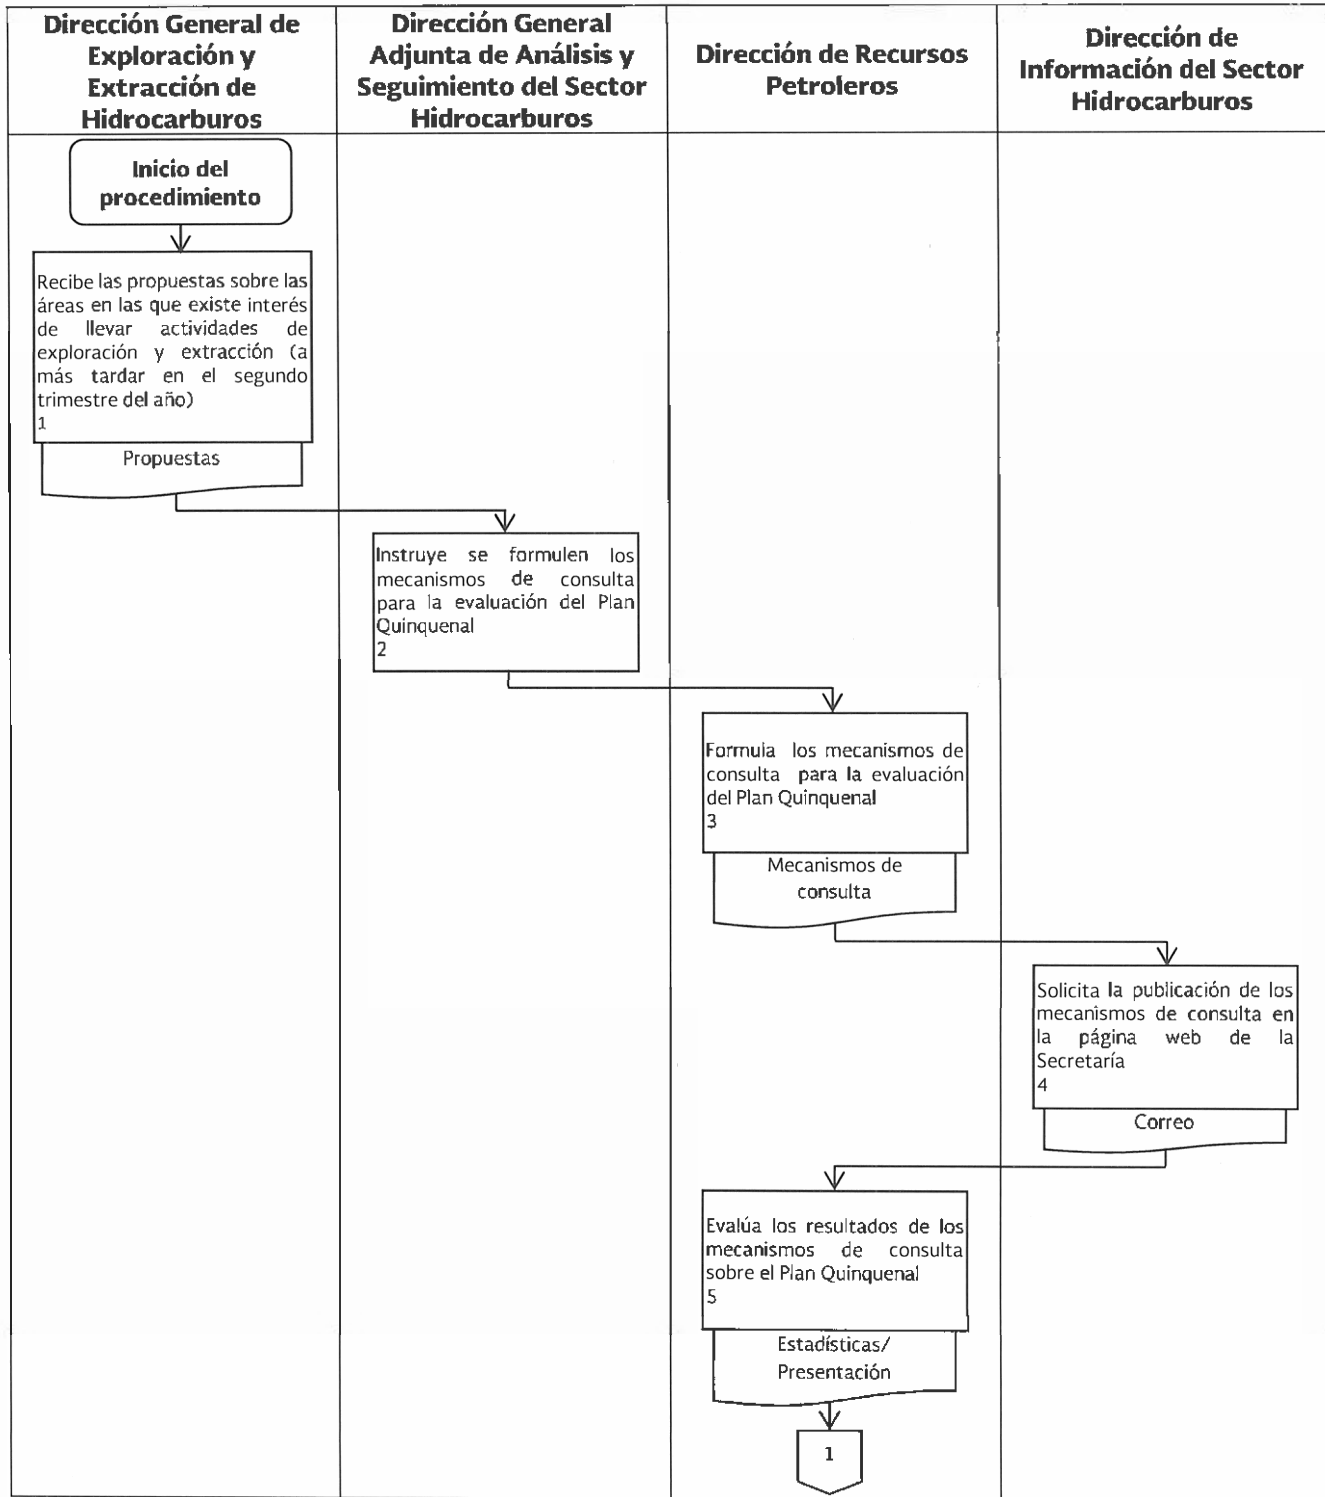 Dirección General de
Exploración y
Extracción de
Hidrocarburos
Dirección General
Adjunta de Análisis y
Seguimiento del Sector
Hidrocarburos
Dirección de Recursos
Petroleros
Dirección de
Información del Sector
Hidrocarburos
Inicio del
procedimiento
Recibe las propuestas sobre las
áreas en las que existe interés
de llevar actividades de
exploración y extracción (a
más tardar en el segundo
trimestre del año)
1
Propuestas
Instruye se formulen los
mecanismos de consulta
para la evaluación del Plan
Quinquenal
2
Formula los mecanismos de
consulta para la evaluación
del Plan Quinquenal
3
Mecanismos de
consulta
Solicita la publicación de los
mecanismos de consulta en
la página web de la
Secretaría
4
Correo
Evalúa los resultados de los
mecanismos de consulta
sobre el Plan Quinquenal
5
Estadísticas/
Presentación
1